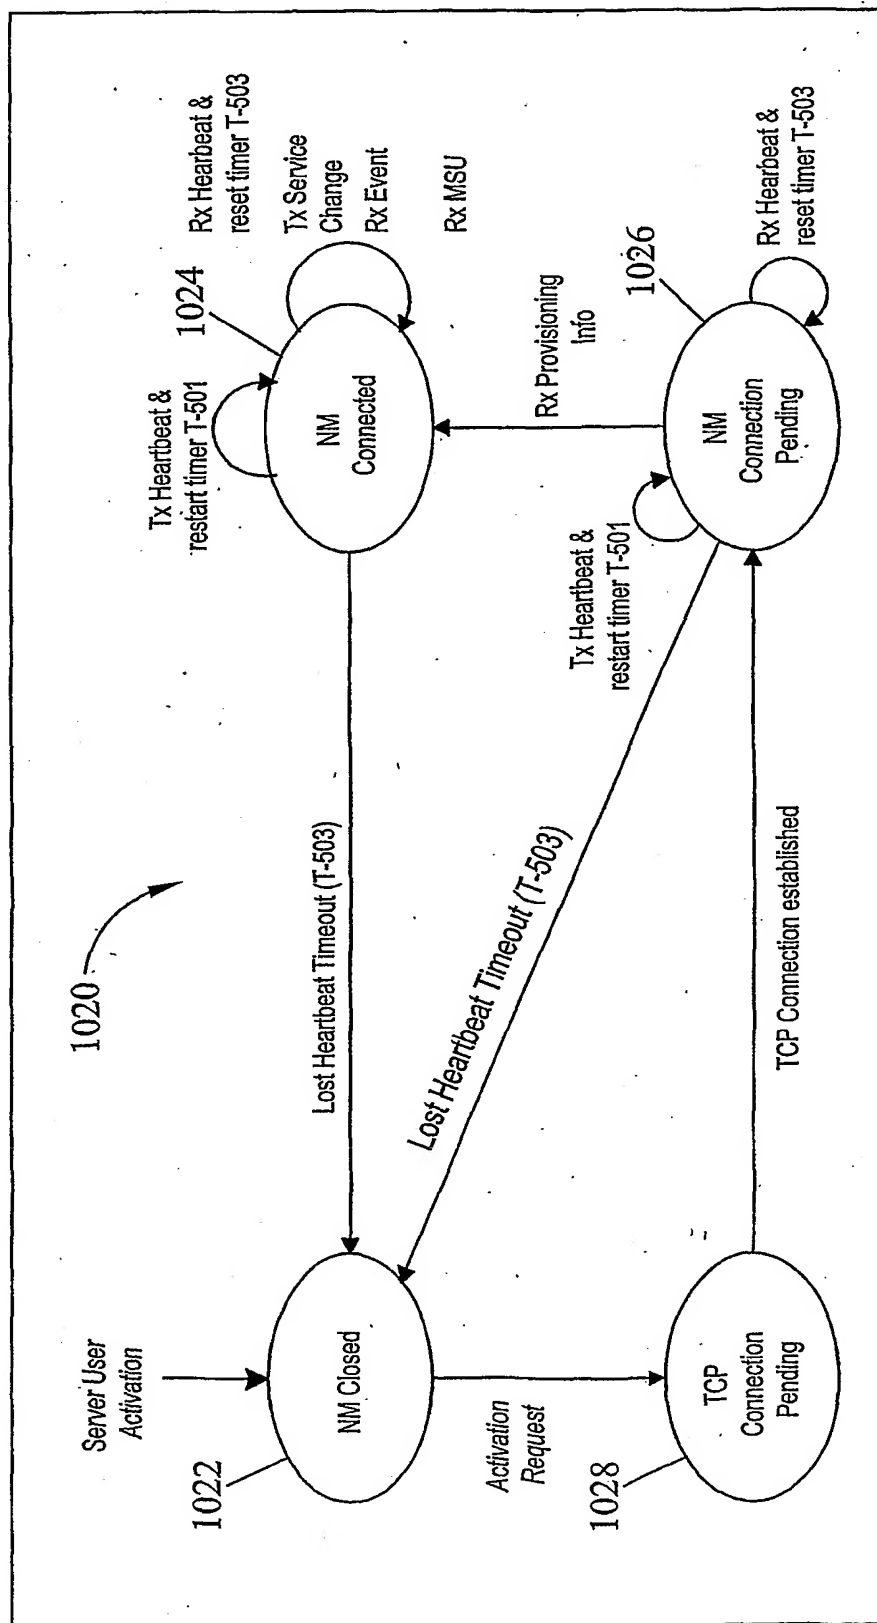 1020
Server User
Activation
1022
NM Closed
Activation
Request
1028
TCP
Connection
Pending
Lost Heartbeat Timeout (T-503)
Lost Heartbeat Timeout (T-503)
TCP Connection established
Tx Heartbeat &
restart timer T-501
1024
NM
Connected
Rx Hearbeat &
reset timer T-503
Tx Service
Change
Rx Event
Rx MSU
Rx Provisioning
Info
Tx Heartbeat &
restart timer T-501
1026
NM
Connection
Pending
Rx Hearbeat &
reset timer T-503